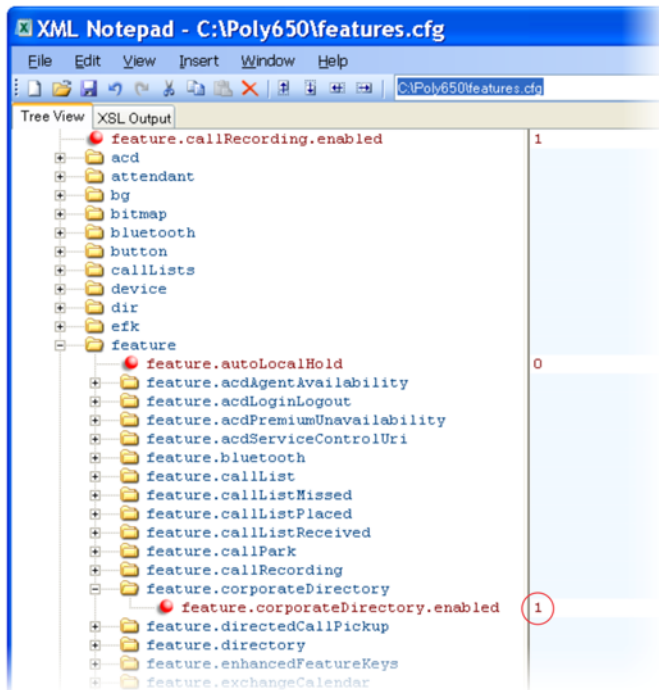 XML Notepad - C:\Poly650\features.cfg
File Edit View Insert Window Help
C:\Poly650\features.cfg
Tree View XSL Output
feature.callRecording.enabled 1
acd
attendant
bg
bitmap
bluetooth
button
callLists
device
dir
efk
feature
feature.autoLocalHold 0
feature.acdAgentAvailability
feature.acdLoginLogout
feature.acdPremiumUnavailability
feature.acdServiceControlUri
feature.bluetooth
feature.callList
feature.callListMissed
feature.callListPlaced
feature.callListReceived
feature.callPark
feature.callRecording
feature.corporateDirectory
feature.corporateDirectory.enabled 1
feature.directedCallPickup
feature.directory
feature.enhancedFeatureKeys
feature.exchangeCalendar